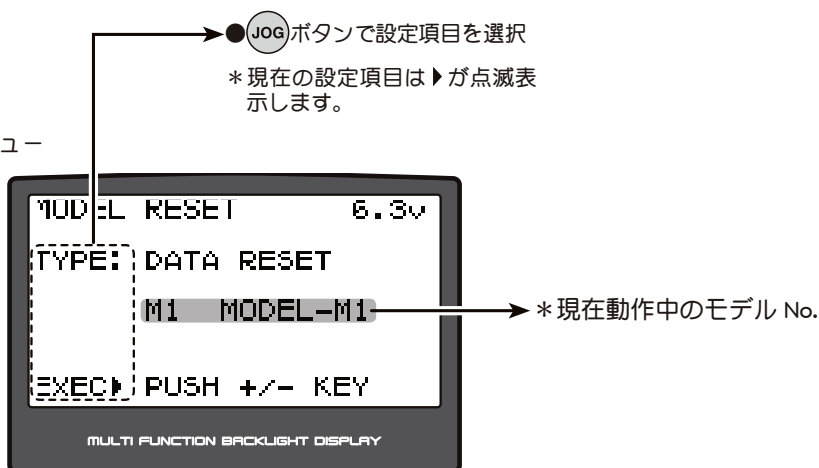 ●JOGボタンで設定項目を選択
＊現在の設定項目は▶が点滅表
示します。
ュー
MODEL RESET 6.3v
TYPE: DATA RESET
M1 MODEL-M1
＊現在動作中のモデル No.
EXEC▶ PUSH +/- KEY
MULTI FUNCTION BACKLIGHT DISPLAY